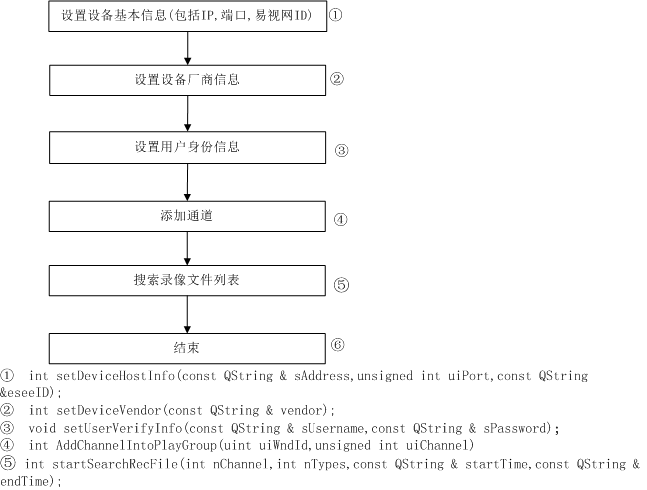 设置设备基本信息(包括IP,端口,易视网ID) ①
设置设备厂商信息 ②
设置用户身份信息 ③
添加通道 ④
搜索录像文件列表 ⑤
结束 ⑥
① int setDeviceHostInfo(const QString & sAddress,unsigned int uiPort,const QString
&eseeID);
② int setDeviceVendor(const QString & vendor);
③ void setUserVerifyInfo(const QString & sUsername,const QString & sPassword);
④ int AddChannelIntoPlayGroup(uint uiWndId,unsigned int uiChannel)
⑤ int startSearchRecFile(int nChannel,int nTypes,const QString & startTime,const QString &
endTime);